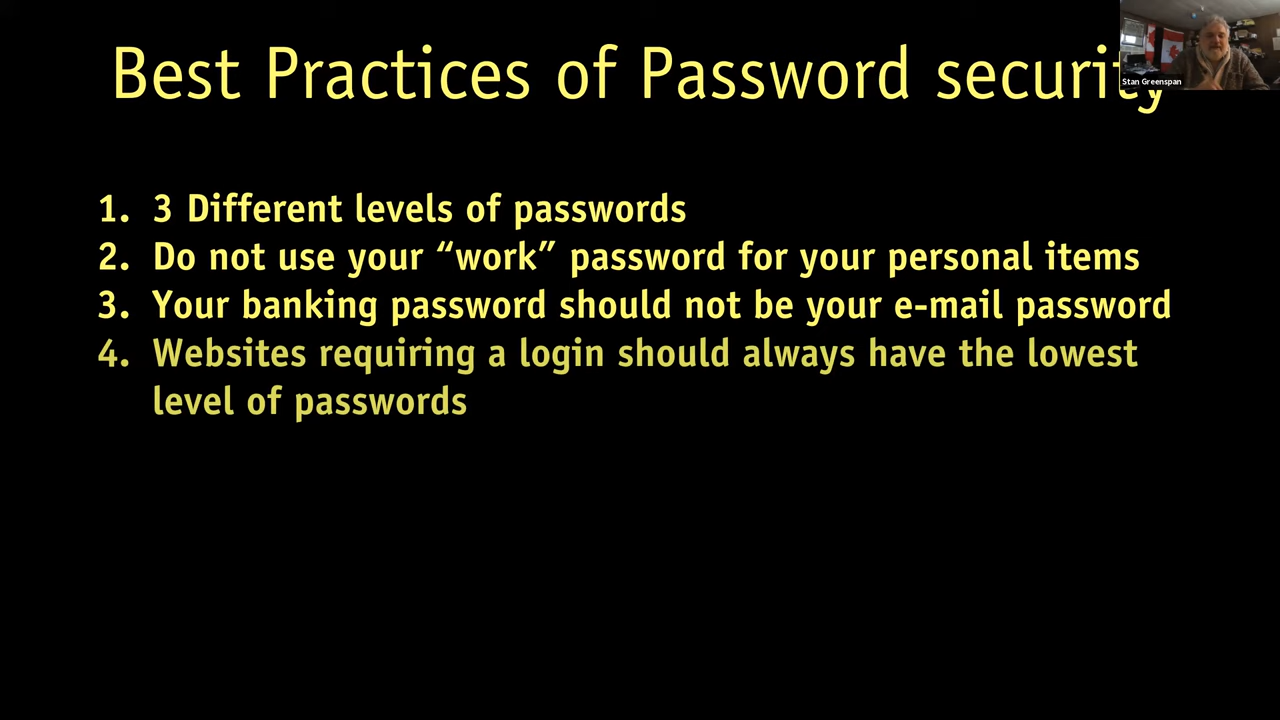 Best Practices of Password security
Stan Greenspan
1. 3 Different levels of passwords
2. Do not use your “work” password for your personal items
3. Your banking password should not be your e-mail password
4. Websites requiring a login should always have the lowest
level of passwords